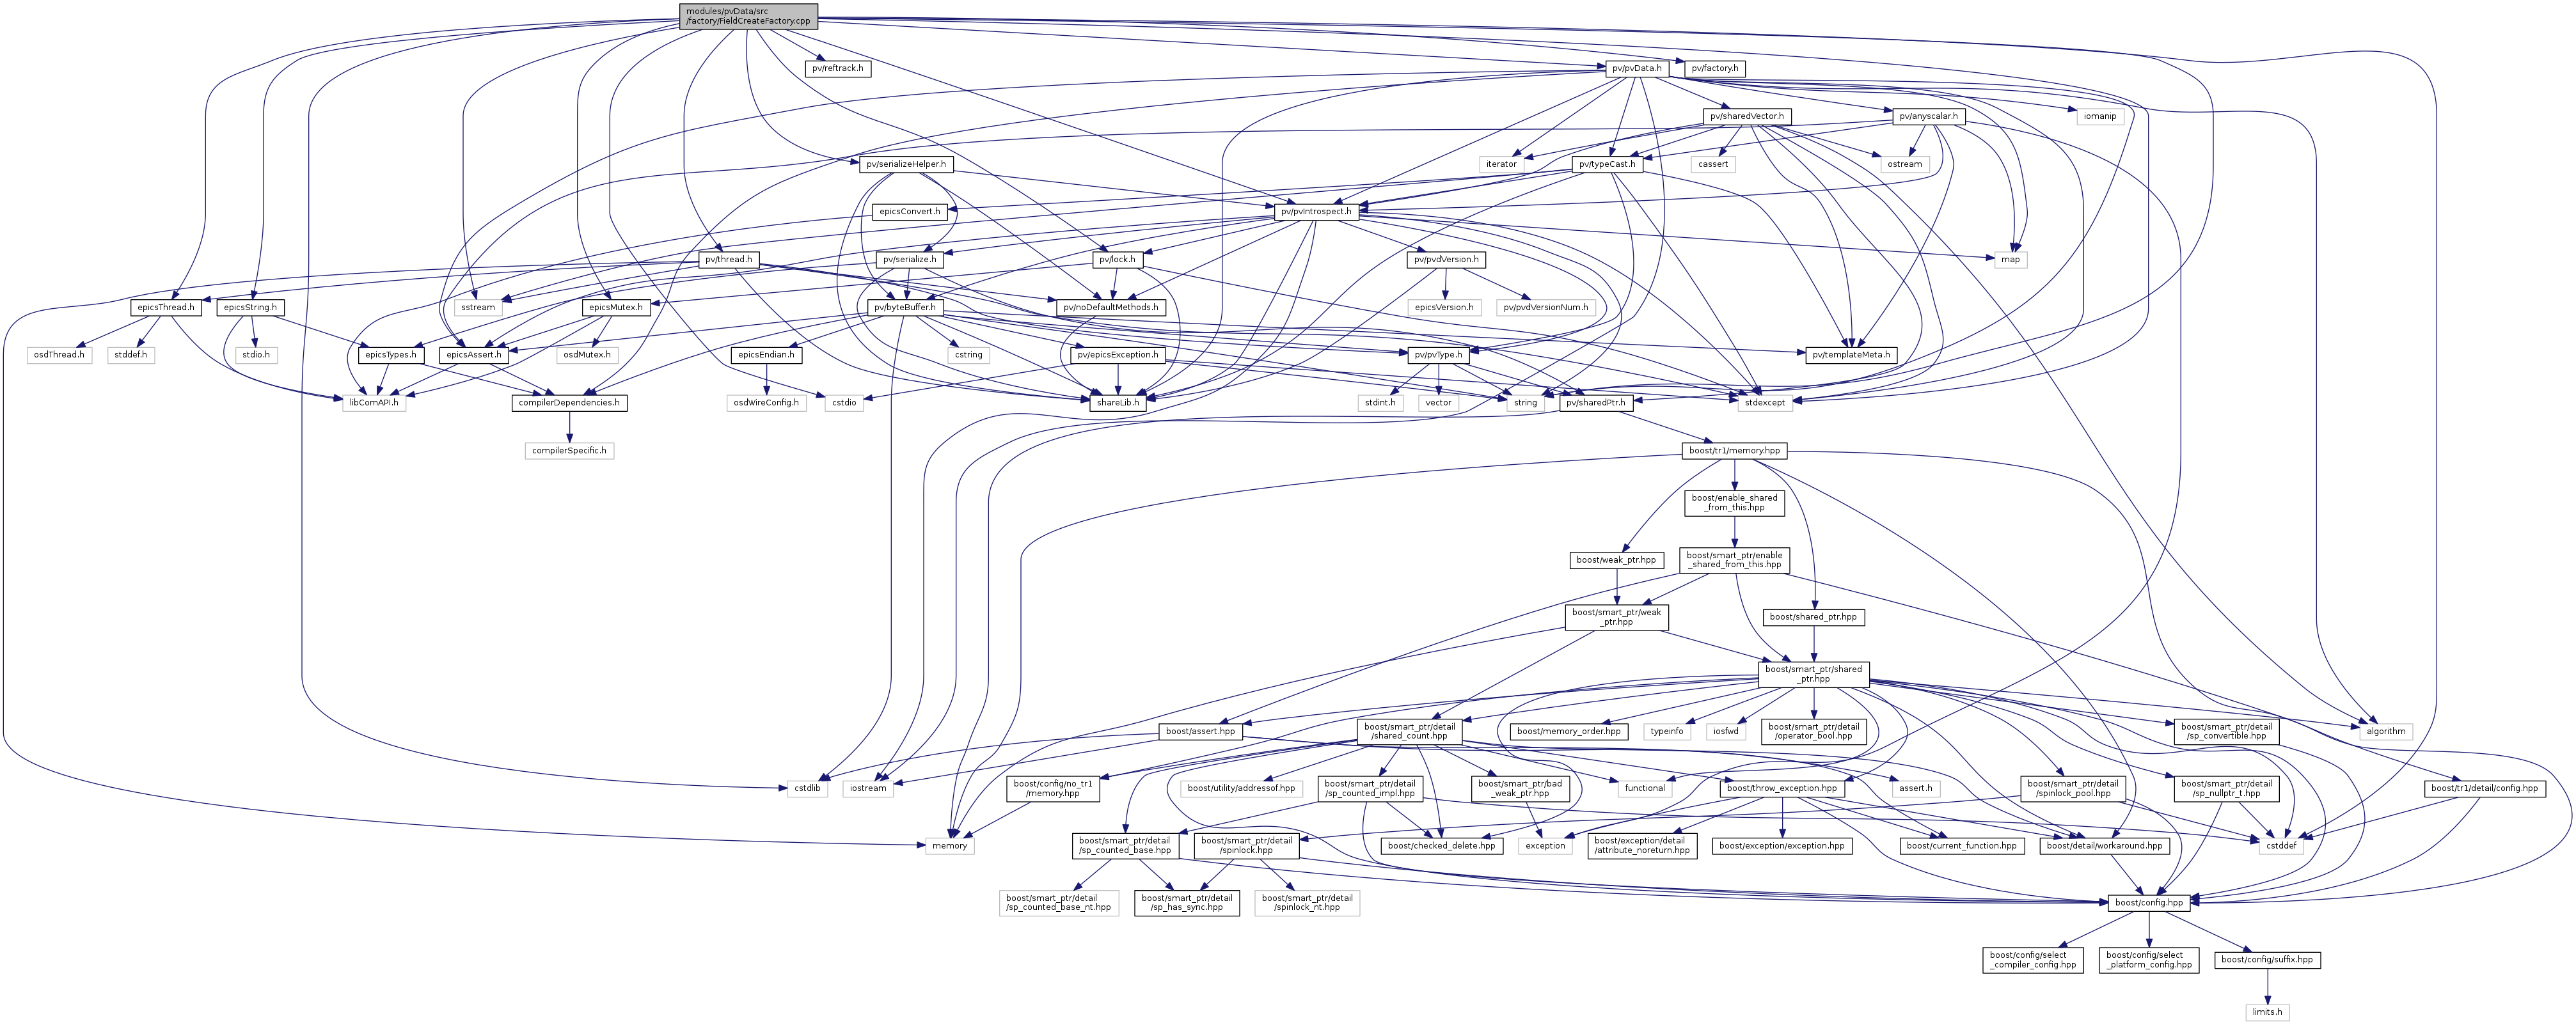 modules/pvData/src
/factory/FieldCreateFactory.cpp
pv/reftrack.h
pv/pvData.h
pv/factory.h
pv/sharedVector.h
pv/anyscalar.h
iomanip
pv/serializeHelper.h
iterator
cassert
pv/typeCast.h
ostream
epicsConvert.h
pv/pvIntrospect.h
pv/thread.h
pv/serialize.h
pv/lock.h
pv/pvdVersion.h
map
epicsThread.h
epicsString.h
sstream
epicsMutex.h
pv/byteBuffer.h
pv/noDefaultMethods.h
epicsVersion.h
pv/pvdVersionNum.h
osdThread.h
stddef.h
stdio.h
epicsTypes.h
epicsAssert.h
osdMutex.h
epicsEndian.h
cstring
pv/epicsException.h
pv/pvType.h
pv/templateMeta.h
libComAPI.h
compilerDependencies.h
osdWireConfig.h
cstdio
shareLib.h
stdint.h
vector
string
pv/sharedPtr.h
stdexcept
compilerSpecific.h
boost/tr1/memory.hpp
boost/enable_shared
_from_this.hpp
boost/weak_ptr.hpp
boost/smart_ptr/enable
_shared_from_this.hpp
boost/smart_ptr/weak
_ptr.hpp
boost/shared_ptr.hpp
boost/smart_ptr/shared
_ptr.hpp
boost/assert.hpp
boost/smart_ptr/detail
/shared_count.hpp
boost/memory_order.hpp
typeinfo
iosfwd
boost/smart_ptr/detail
/operator_bool.hpp
boost/smart_ptr/detail
/sp_convertible.hpp
algorithm
cstdlib
iostream
boost/config/no_tr1
/memory.hpp
boost/utility/addressof.hpp
boost/smart_ptr/detail
/sp_counted_impl.hpp
boost/smart_ptr/bad
_weak_ptr.hpp
functional
boost/throw_exception.hpp
assert.h
boost/smart_ptr/detail
/spinlock_pool.hpp
boost/smart_ptr/detail
/sp_nullptr_t.hpp
boost/tr1/detail/config.hpp
memory
boost/smart_ptr/detail
/sp_counted_base.hpp
boost/smart_ptr/detail
/spinlock.hpp
boost/checked_delete.hpp
exception
boost/exception/detail
/attribute_noreturn.hpp
boost/exception/exception.hpp
boost/current_function.hpp
boost/detail/workaround.hpp
cstddef
boost/smart_ptr/detail
/sp_counted_base_nt.hpp
boost/smart_ptr/detail
/sp_has_sync.hpp
boost/smart_ptr/detail
/spinlock_nt.hpp
boost/config.hpp
boost/config/select
_compiler_config.hpp
boost/config/select
_platform_config.hpp
boost/config/suffix.hpp
limits.h